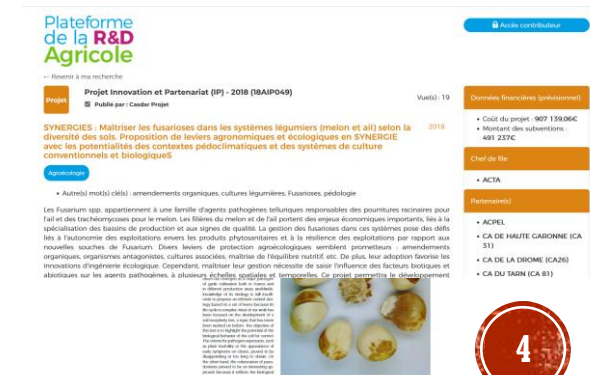 Plateforme
de la R&D
Agricole
Accès contributeur
← Revenir à ma recherche
Projet
Projet Innovation et Partenariat (IP) - 2018 (18AIP049)
Vue(s) : 19
Publié par : Casdar Projet
SYNERGIES : Maîtriser les fusarioses dans les systèmes légumiers (melon et ail) selon la
diversité des sols. Proposition de leviers agronomiques et écologiques en SYNERGIE
avec les potentialités des contextes pédoclimatiques et des systèmes de culture
conventionnels et biologiqueS
2018
Agroécologie
• Autre(s) mot(s) clé(s) : amendements organiques, cultures légumières, Fusarioses, pédologie
Les Fusarium spp. appartiennent à une famille d'agents pathogènes telluriques responsables des pourritures racinaires pour
l'ail et des trachéomycoses pour le melon. Les filières du melon et de l'ail portent des enjeux économiques importants, liés à la
spécialisation des bassins de production et aux signes de qualité. La gestion des fusarioses dans ces systèmes pose des défis
liés à l'autonomie des exploitations envers les produits phytosanitaires et à la résilience des exploitations par rapport aux
nouvelles souches de Fusarium. Divers leviers de protection agroécologiques semblent prometteurs : amendements
organiques, organismes antagonistes, cultures associées, maîtrise de l'équilibre nutritif, etc. De plus, leur adoption favorise les
innovations d'ingénierie écologique. Cependant, maîtriser leur gestion nécessite de saisir l'influence des facteurs biotiques et
abiotiques sur les agents pathogènes, à plusieurs échelles spatiales et temporelles. Ce projet permettra le développement
Données financières (prévisionnel)
• Coût du projet : 907 139,06€
• Montant des subventions :
491 237€
Chef de file
• ACTA
Partenaire(s)
• ACPEL
• CA DE HAUTE GARONNE (CA
31)
• CA DE LA DROME (CA26)
• CA DU TARN (CA 81)
4